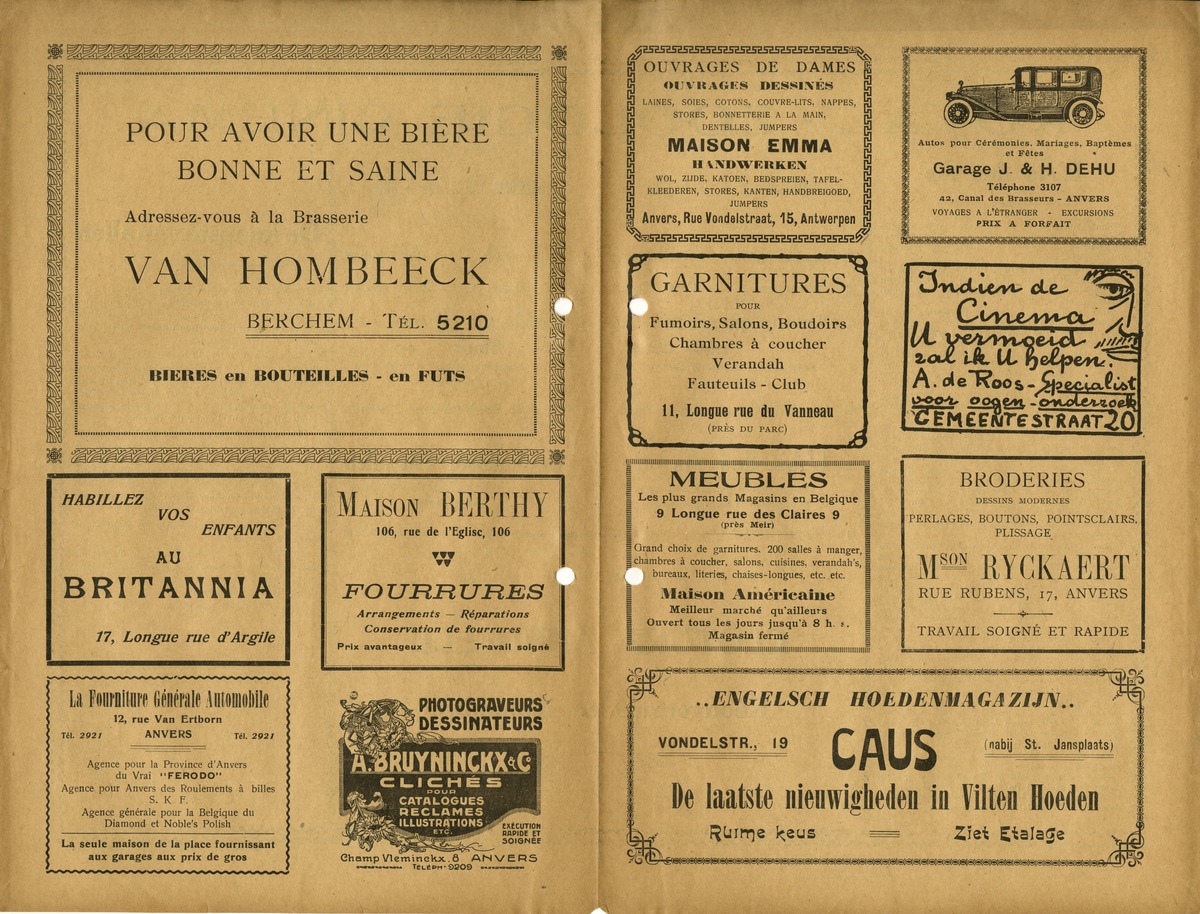 POUR AVOIR UNE BIÈRE
BONNE ET SAINE
Adressez-vous à la Brasserie
VAN HOMBEECK
BERCHEM - TÉL. 5210
BIERES en BOUTEILLES - en FUTS
HABILLEZ
VOS
ENFANTS
AU
BRITANNIA
17, Longue rue d'Argile
MAISON BERTHY
106, rue de l'Eglise, 106
FOURRURES
Arrangements — Réparations
Conservation de fourrures
Prix avantageux — Travail soigné
La Fourniture Générale Automobile
12, rue Van Ertborn
Tél. 2921 ANVERS Tél. 2921
Agence pour la Province d'Anvers
du Vrai "FERODO"
Agence pour Anvers des Roulements à billes
S. K. F.
Agence générale pour la Belgique du
Diamond et Noble's Polish
La seule maison de la place fournissant
aux garages aux prix de gros
PHOTOGRAVEURS
DESSINATEURS
A. BRUYNINCKX & Co
CLICHÉS
POUR
CATALOGUES
RECLAMES
ILLUSTRATIONS
ETC.
EXÉCUTION
RAPIDE ET
SOIGNÉE
Champ Vleminckx. 8 ANVERS
TELEPH. 9209
OUVRAGES DE DAMES
OUVRAGES DESSINÉS
LAINES, SOIES, COTONS, COUVRE-LITS, NAPPES,
STORES, BONNETTERIE A LA MAIN,
DENTELLES, JUMPERS
MAISON EMMA
HANDWERKEN
WOL, ZIJDE, KATOEN, BEDSPREIEN, TAFEL-
KLEEDEREN, STORES, KANTEN, HANDBREIGOED,
JUMPERS
Anvers, Rue Vondelstraat, 15, Antwerpen
Autos pour Cérémonies, Mariages, Baptêmes
et Fêtes
Garage J. & H. DEHU
Téléphone 3107
42, Canal des Brasseurs - ANVERS
VOYAGES A L'ÉTRANGER - EXCURSIONS
PRIX A FORFAIT
GARNITURES
POUR
Fumoirs, Salons, Boudoirs
Chambres à coucher
Verandah
Fauteuils - Club
11, Longue rue du Vanneau
(PRÈS DU PARC)
Indien de
Cinema
U vermoeid
zal ik U helpen.
A. de Roos - Specialist
voor oogen-onderzoek
GEMEENTESTRAAT 20
MEUBLES
Les plus grands Magasins en Belgique
9 Longue rue des Claires 9
(près Meir)
Grand choix de garnitures. 200 salles à manger,
chambres à coucher, salons, cuisines, verandah's,
bureaux, literies, chaises-longues, etc. etc.
Maison Américaine
Meilleur marché qu'ailleurs
Ouvert tous les jours jusqu'à 8 h. s.
Magasin fermé
BRODERIES
DESSINS MODERNES
PERLAGES, BOUTONS, POINTSCLAIRS,
PLISSAGE
MSON RYCKAERT
RUE RUBENS, 17, ANVERS
TRAVAIL SOIGNÉ ET RAPIDE
..ENGELSCH HOEDENMAGAZIJN..
VONDELSTR., 19 CAUS (nabij St. Jansplaats)
De laatste nieuwigheden in Vilten Hoeden
Ruime keus Ziet Etalage